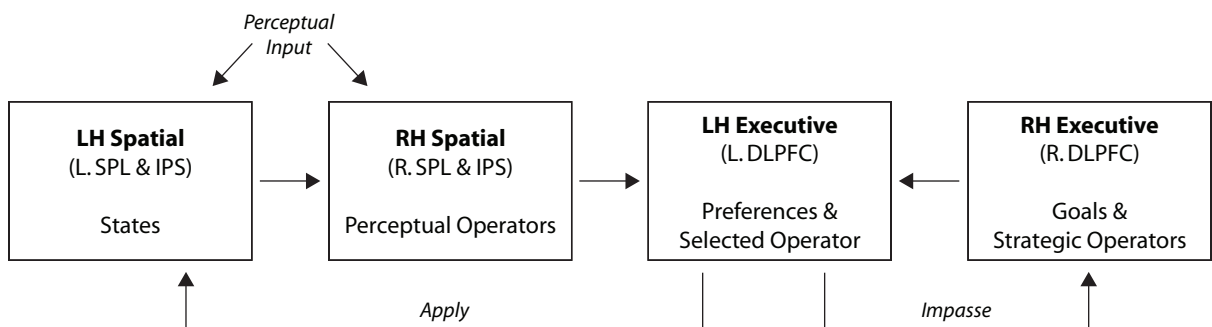 Perceptual
Input
LH Spatial
(L. SPL & IPS)
States
RH Spatial
(R. SPL & IPS)
Perceptual Operators
LH Executive
(L. DLPFC)
Preferences &
Selected Operator
RH Executive
(R. DLPFC)
Goals &
Strategic Operators
Apply
Impasse